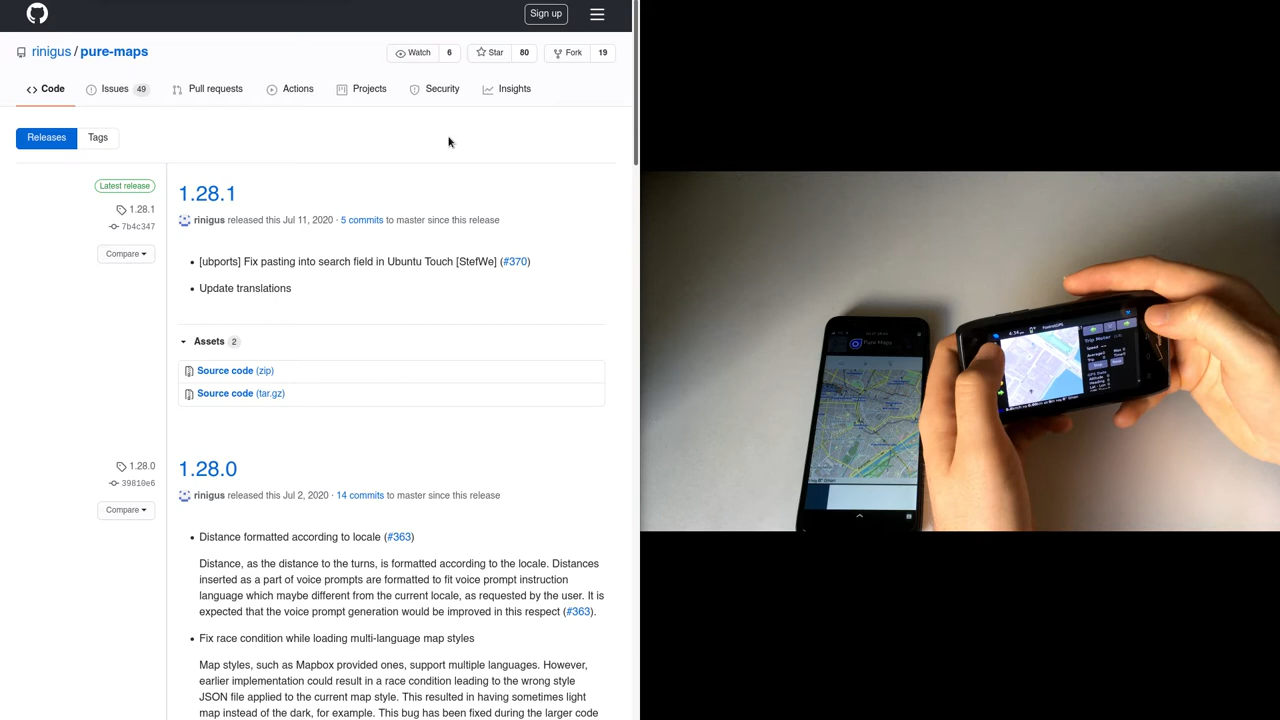 Sign up
rinigus / pure-maps
Watch 6
Star 80
Fork 19
Code
Issues 49
Pull requests
Actions
Projects
Security
Insights
Releases
Tags
Latest release
1.28.1
7b4c347
Compare
1.28.1
rinigus released this Jul 11, 2020 · 5 commits to master since this release
[ubports] Fix pasting into search field in Ubuntu Touch [StefWe] (#370)
Update translations
Assets 2
Source code (zip)
Source code (tar.gz)
1.28.0
39810e6
Compare
1.28.0
rinigus released this Jul 2, 2020 · 14 commits to master since this release
Distance formatted according to locale (#363)
Distance, as the distance to the turns, is formatted according to the locale. Distances
inserted as a part of voice prompts are formatted to fit voice prompt instruction
language which maybe different from the current locale, as requested by the user. It is
expected that the voice prompt generation would be improved in this respect (#363).
Fix race condition while loading multi-language map styles
Map styles, such as Mapbox provided ones, support multiple languages. However,
earlier implementation could result in a race condition leading to the wrong style
JSON file applied to the current map style. This resulted in having sometimes light
map instead of the dark, for example. This bug has been fixed during the larger code
Pure Maps
Trip Meter